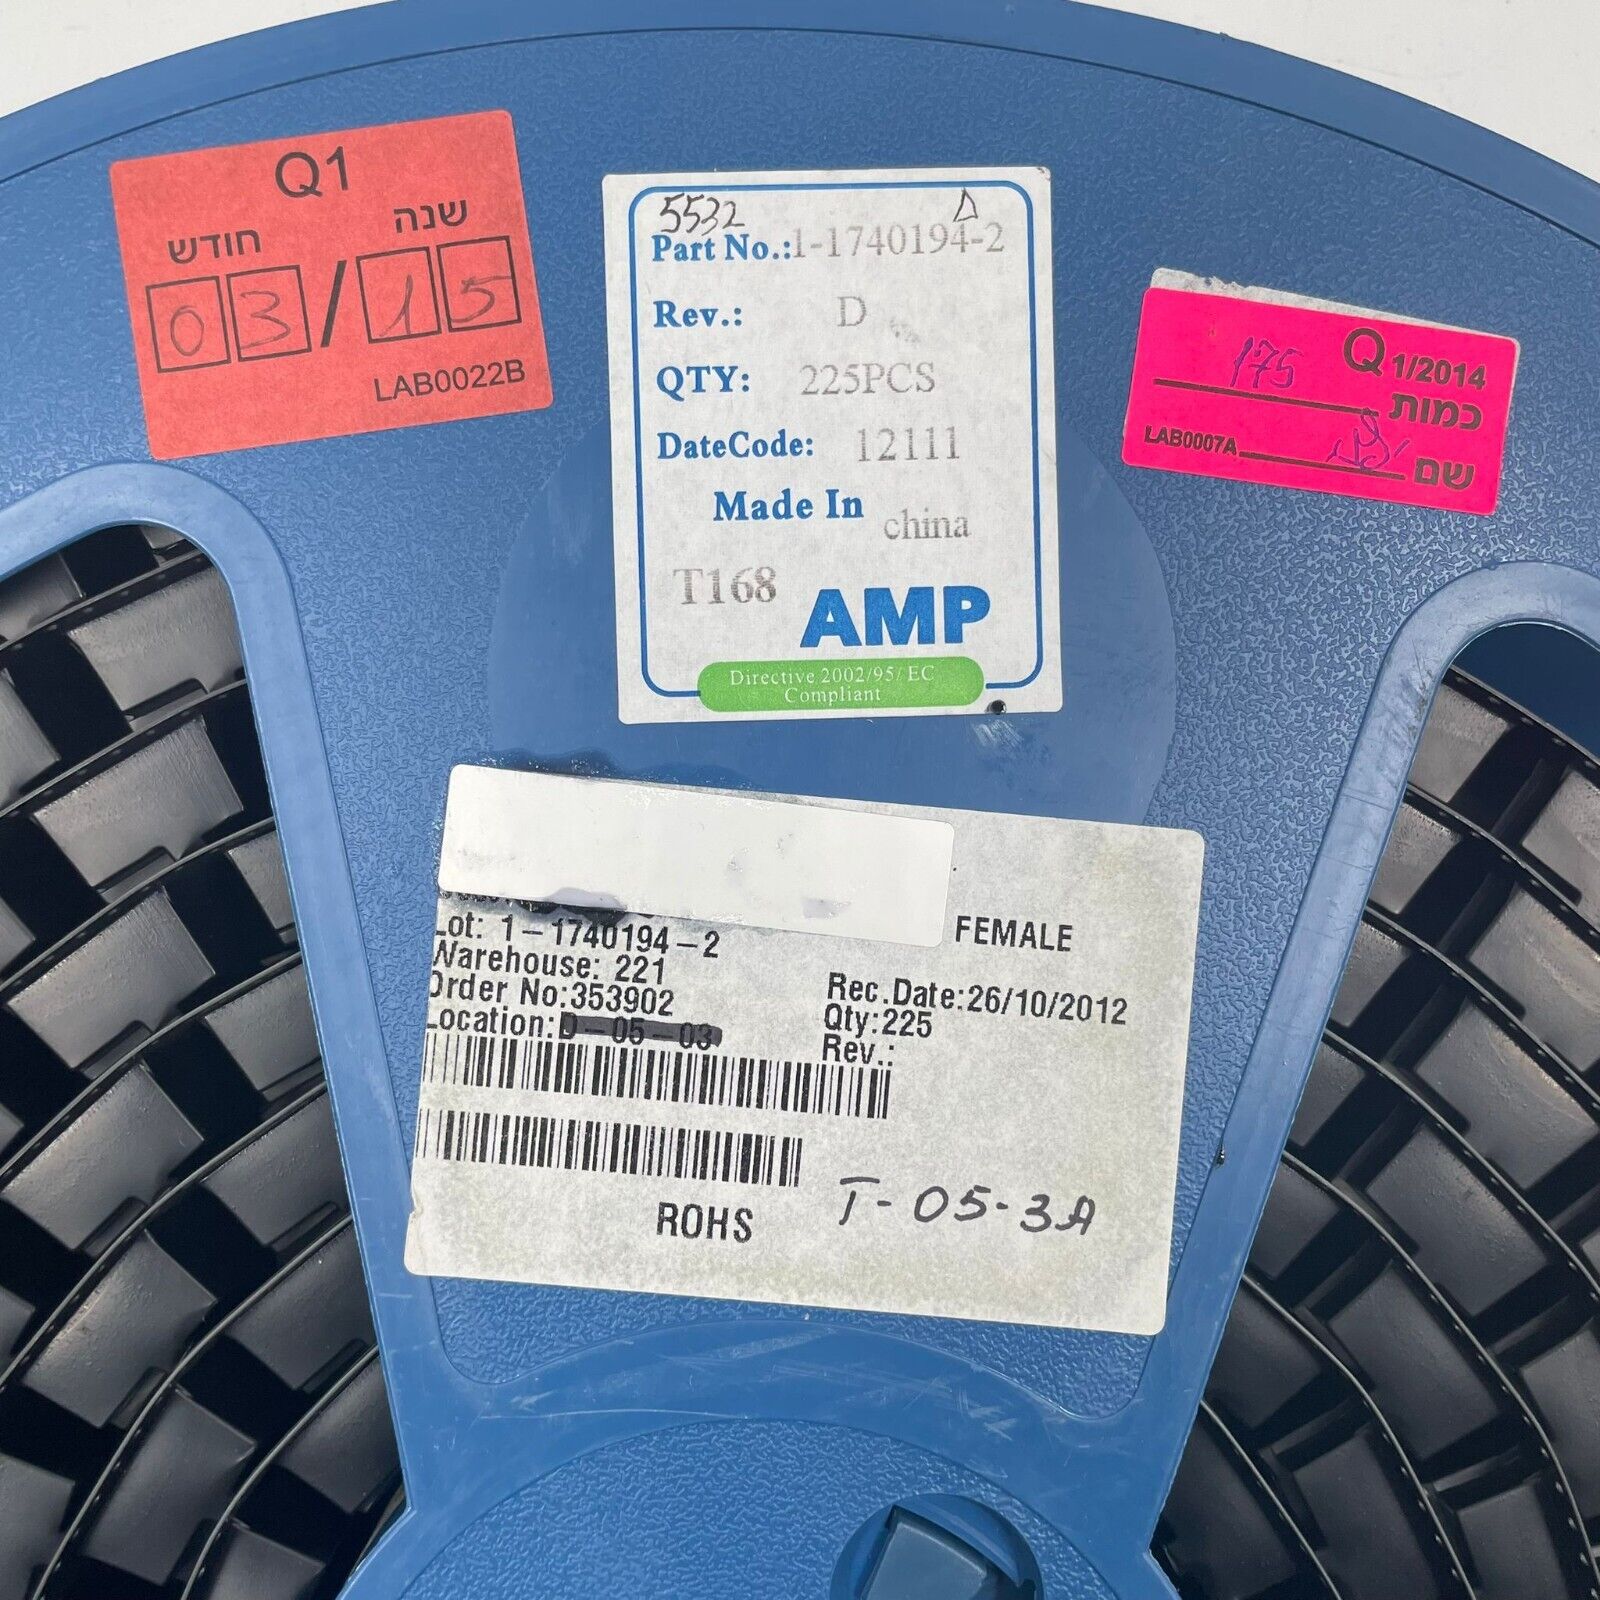 Q1
חודש שנה
03/15
LAB0022B
5532 D
Part No.:1-1740194-2
Rev.: D
QTY: 225PCS
DateCode: 12111
Made In china
T168
AMP
Directive 2002/95/EC
Compliant
175 Q 1/2014
כמות
LAB0007A
שם
FEMALE
Lot: 1-1740194-2
Warehouse: 221
Order No:353902
Location:D-05-03
Rec.Date:26/10/2012
Qty:225
Rev.:
ROHS
T-05-3A